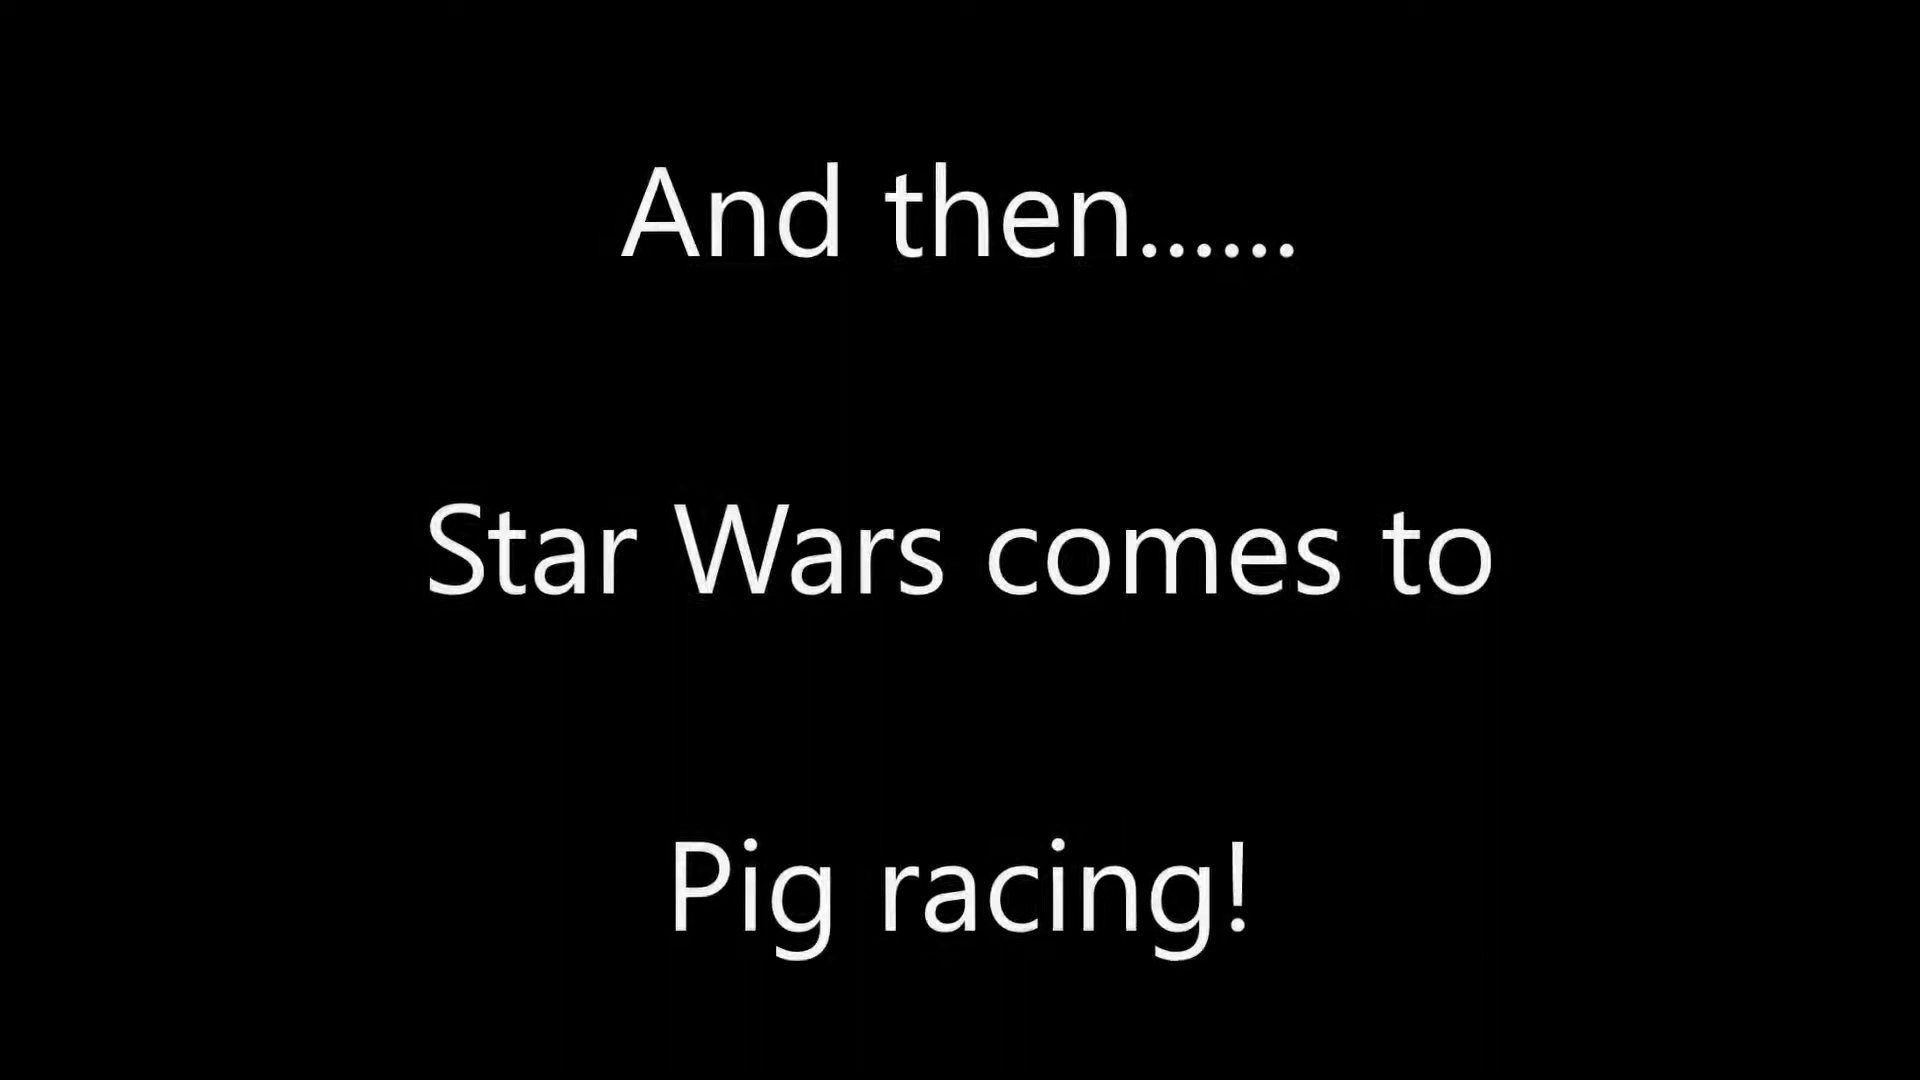 And then......
Star Wars comes to
Pig racing!